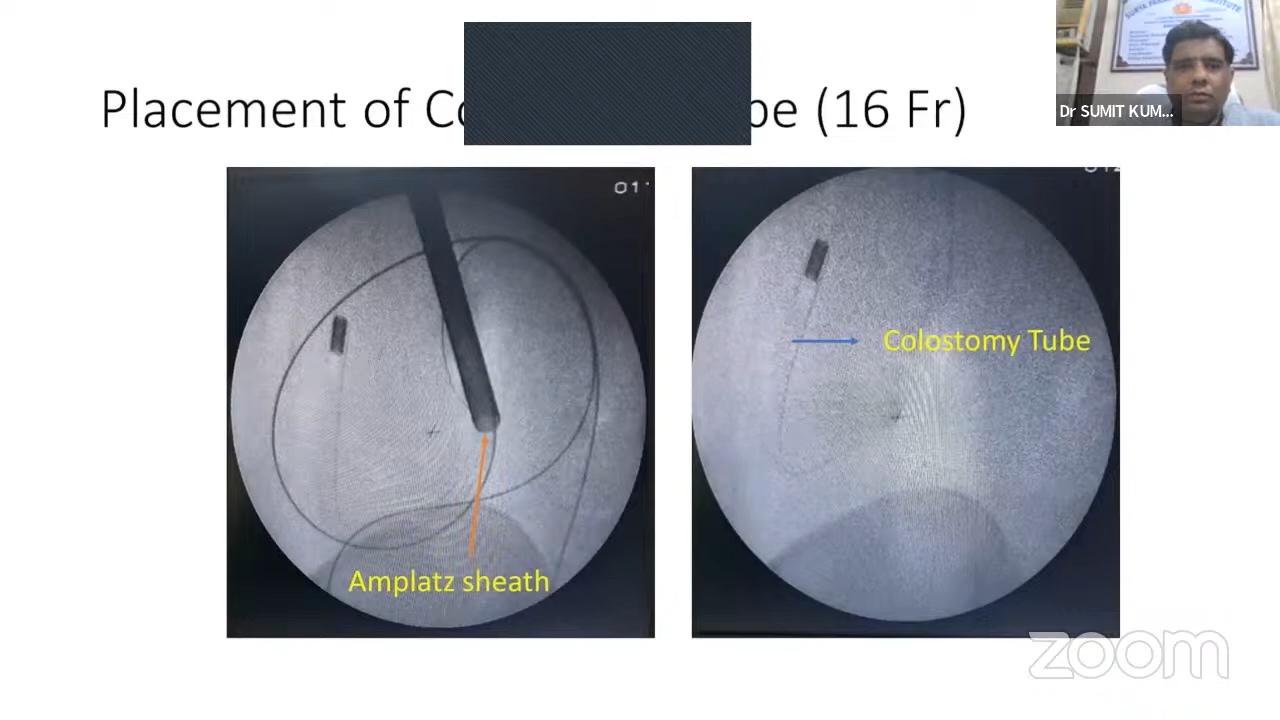 Placement of Co be (16 Fr)
Dr SUMIT KUM...
Colostomy Tube
Amplatz sheath
zoom